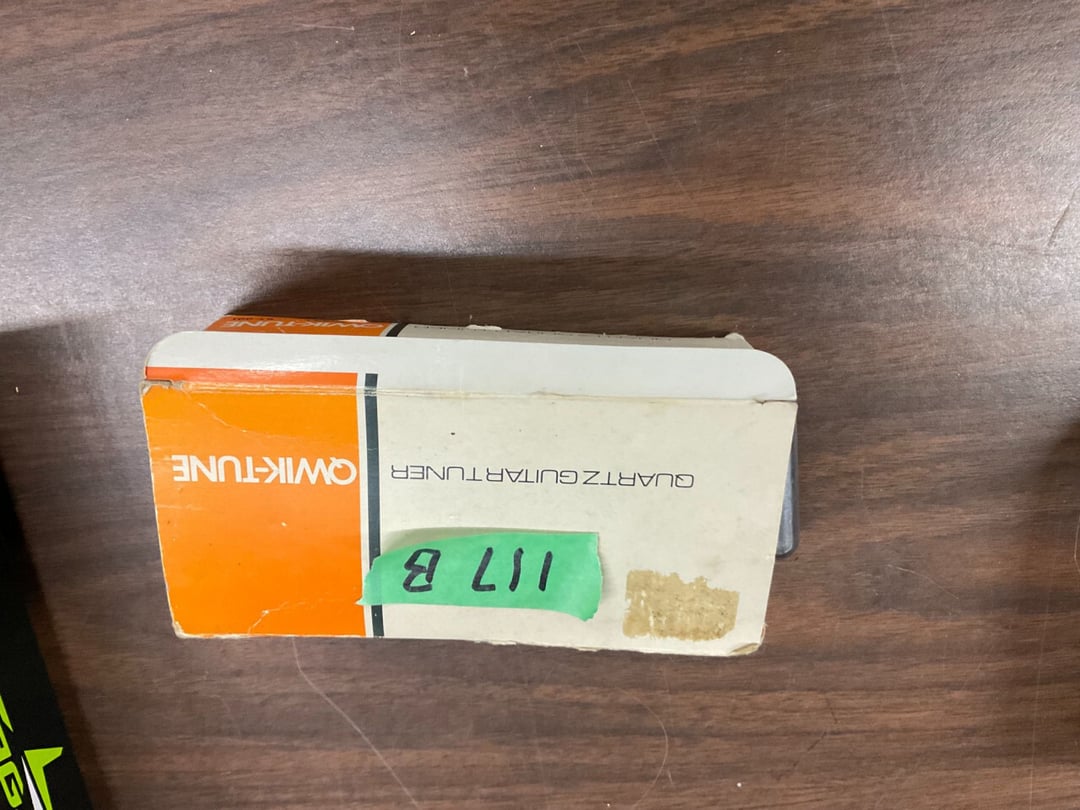 117 B
QUARTZ GUITAR TUNER
QWIK-TUNE
QWIK-TUNE